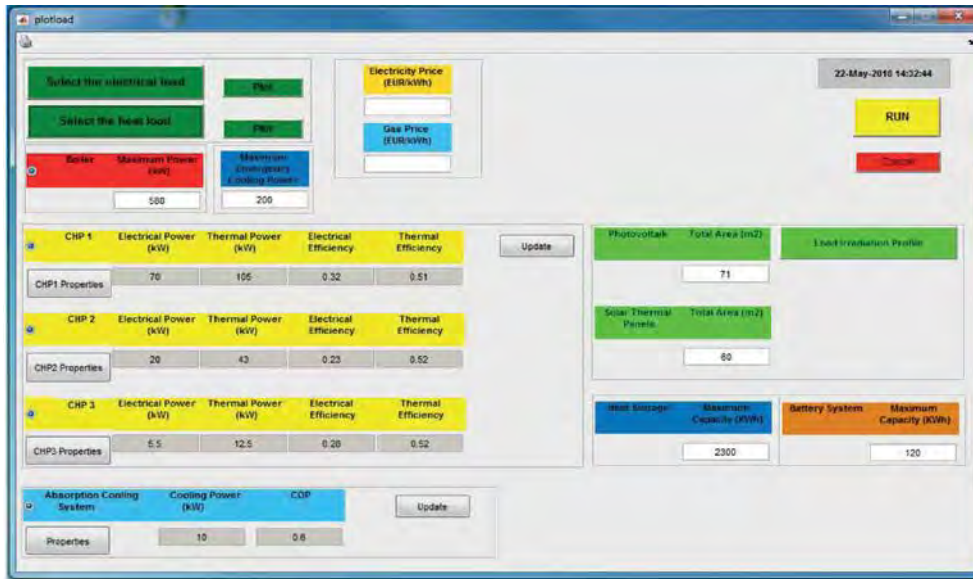 plotload
Select the electrical load
Plot
Select the heat load
Plot
Electricity Price
(EUR/kWh)
Gas Price
(EUR/kWh)
22-May-2010 14:32:44
RUN
Cancel
Boiler
Maximum Power
(kW)
580
Maximum
Emergency
Cooling Power
200
CHP 1
Electrical Power
(kW)
Thermal Power
(kW)
Electrical
Efficiency
Thermal
Efficiency
Update
CHP1 Properties
70
105
0.32
0.51
CHP 2
Electrical Power
(kW)
Thermal Power
(kW)
Electrical
Efficiency
Thermal
Efficiency
CHP2 Properties
20
43
0.23
0.52
CHP 3
Electrical Power
(kW)
Thermal Power
(kW)
Electrical
Efficiency
Thermal
Efficiency
CHP3 Properties
5.5
12.5
0.28
0.52
Photovoltaik
Total Area (m2)
Load Irradiation Profile
71
Solar Thermal
Panels
Total Area (m2)
60
Heat Storage
Maximum
Capacity (KWh)
2300
Battery System
Maximum
Capacity (KWh)
120
Absorption Cooling
System
Cooling Power
(kW)
COP
Update
Properties
10
0.6